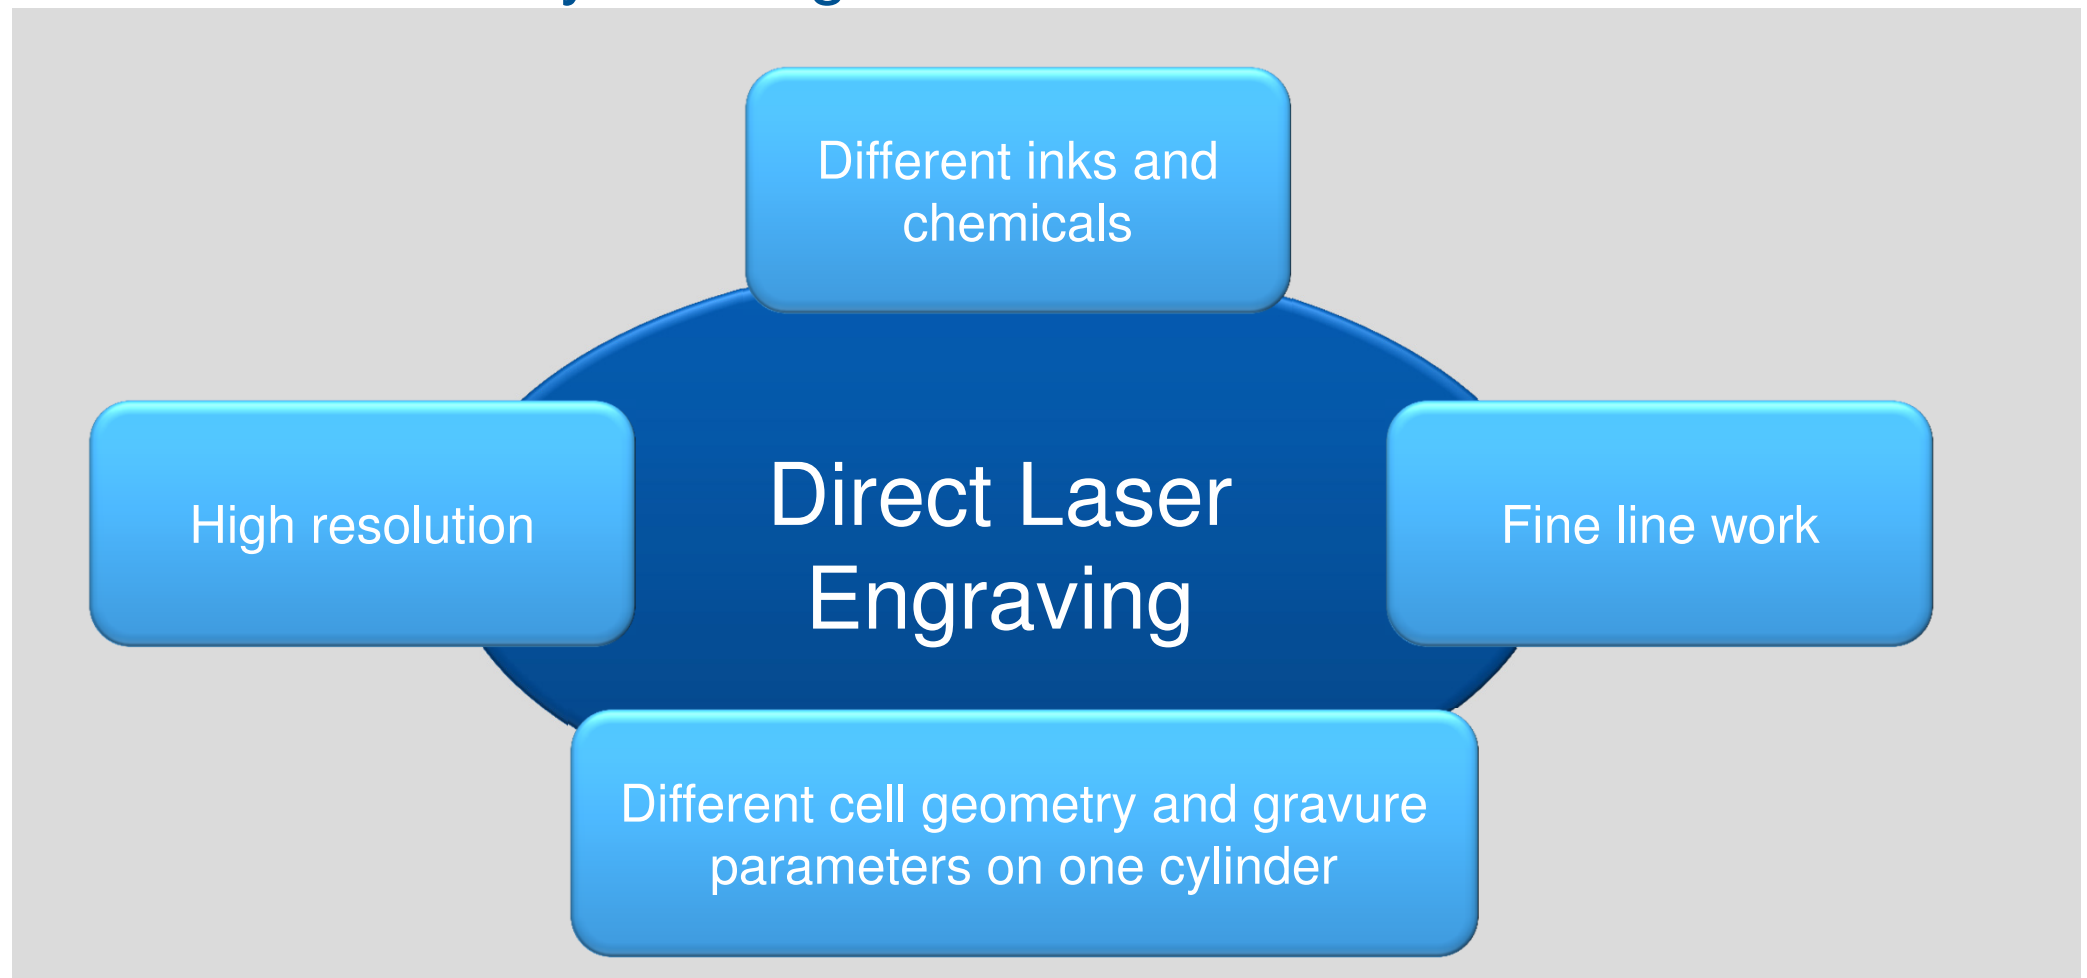 Different inks and
chemicals
High resolution
Direct Laser
Engraving
Fine line work
Different cell geometry and gravure
parameters on one cylinder